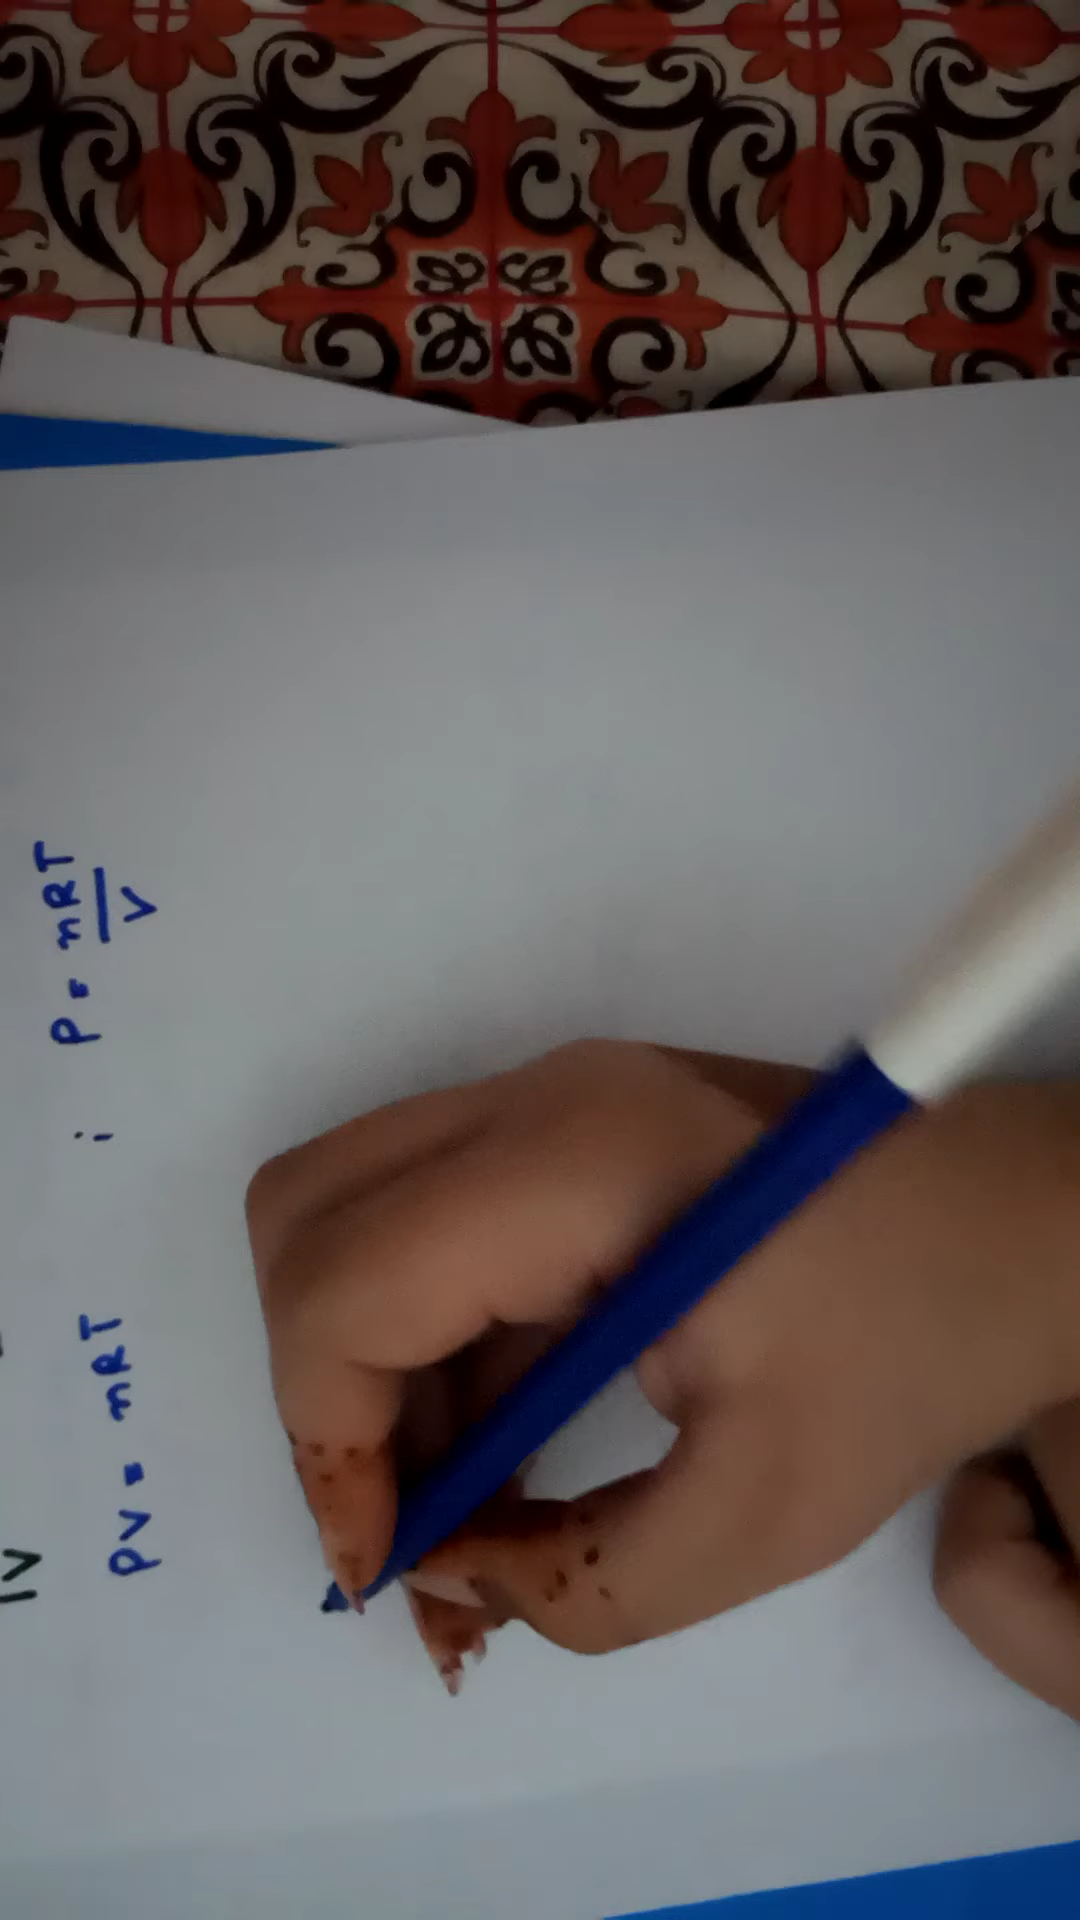 PV = nRT ; P = nRT/V